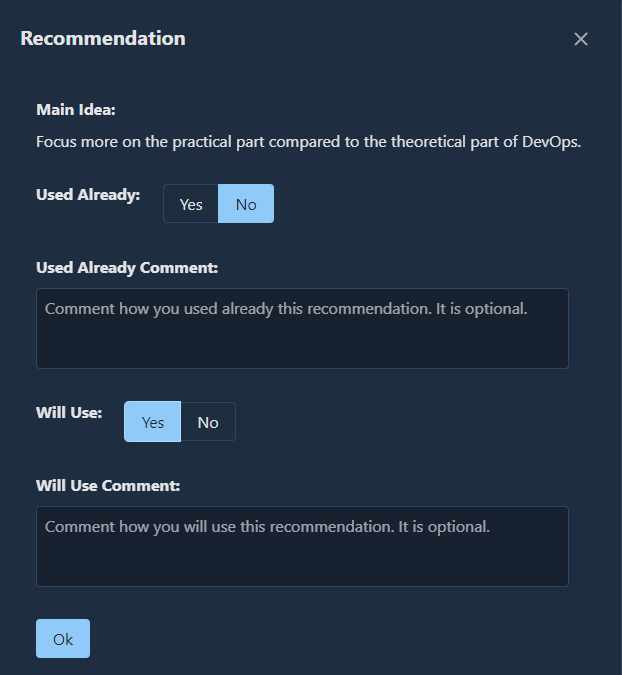 Recommendation
Main Idea:
Focus more on the practical part compared to the theoretical part of DevOps.
Used Already: Yes No
Used Already Comment:
Comment how you used already this recommendation. It is optional.
Will Use: Yes No
Will Use Comment:
Comment how you will use this recommendation. It is optional.
Ok